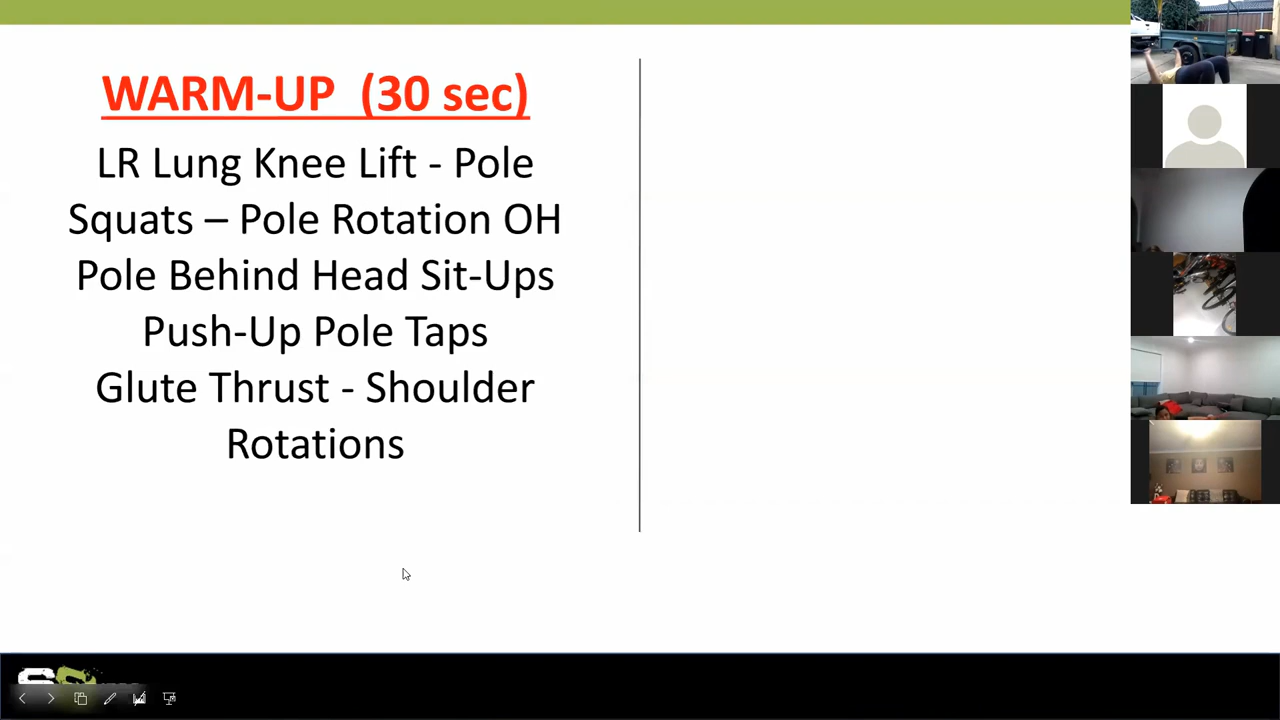 WARM-UP (30 sec)
LR Lung Knee Lift - Pole
Squats – Pole Rotation OH
Pole Behind Head Sit-Ups
Push-Up Pole Taps
Glute Thrust - Shoulder
Rotations